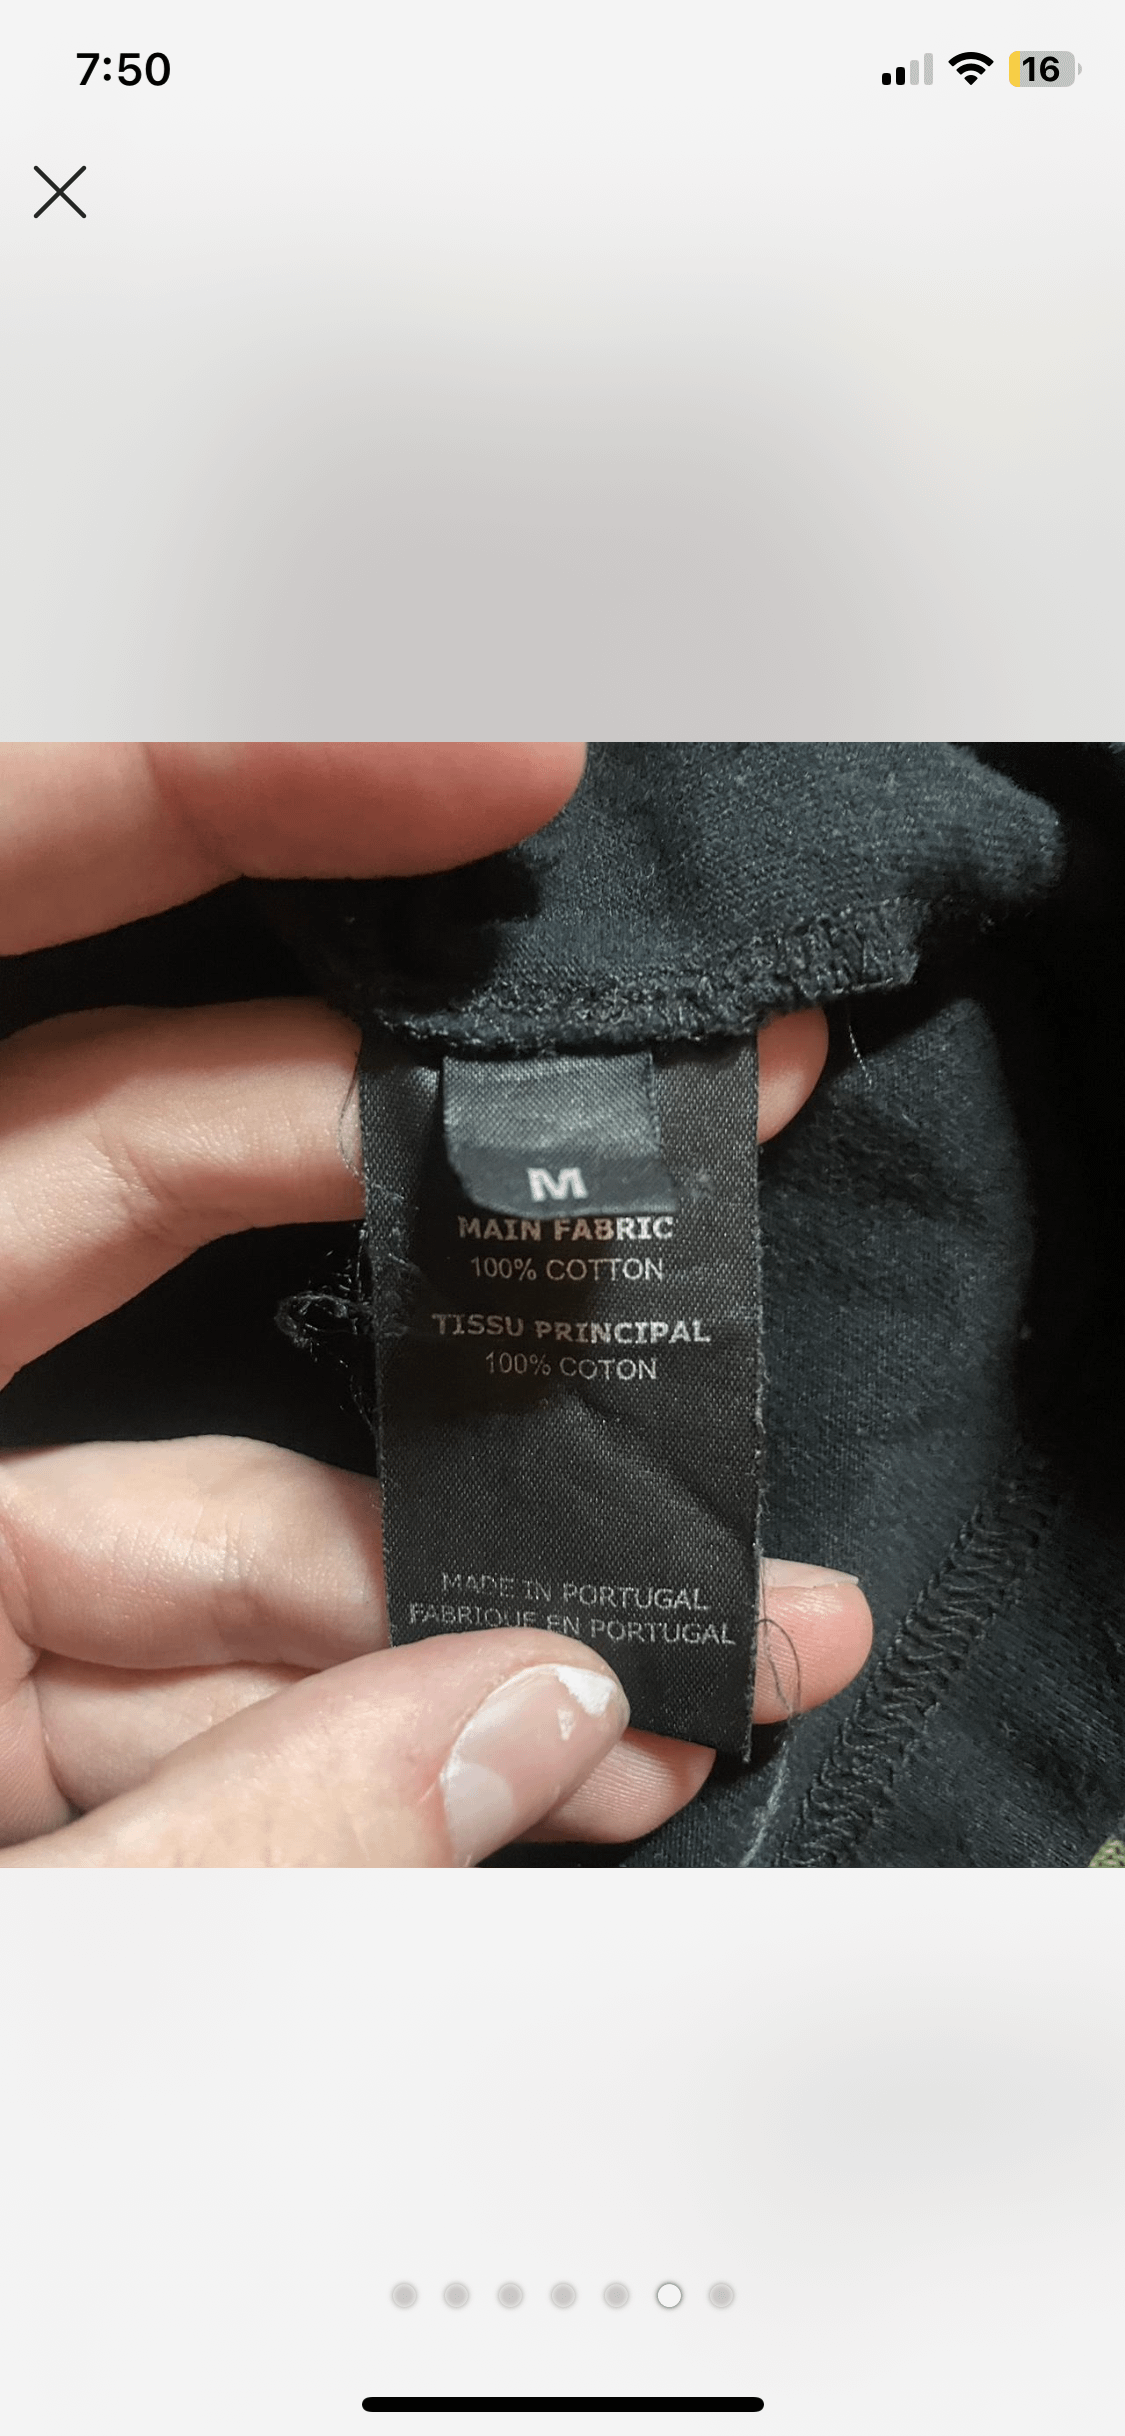 7:50
16
M
MAIN FABRIC
100% COTTON
TISSU PRINCIPAL
100% COTON
MADE IN PORTUGAL
FABRIQUE EN PORTUGAL